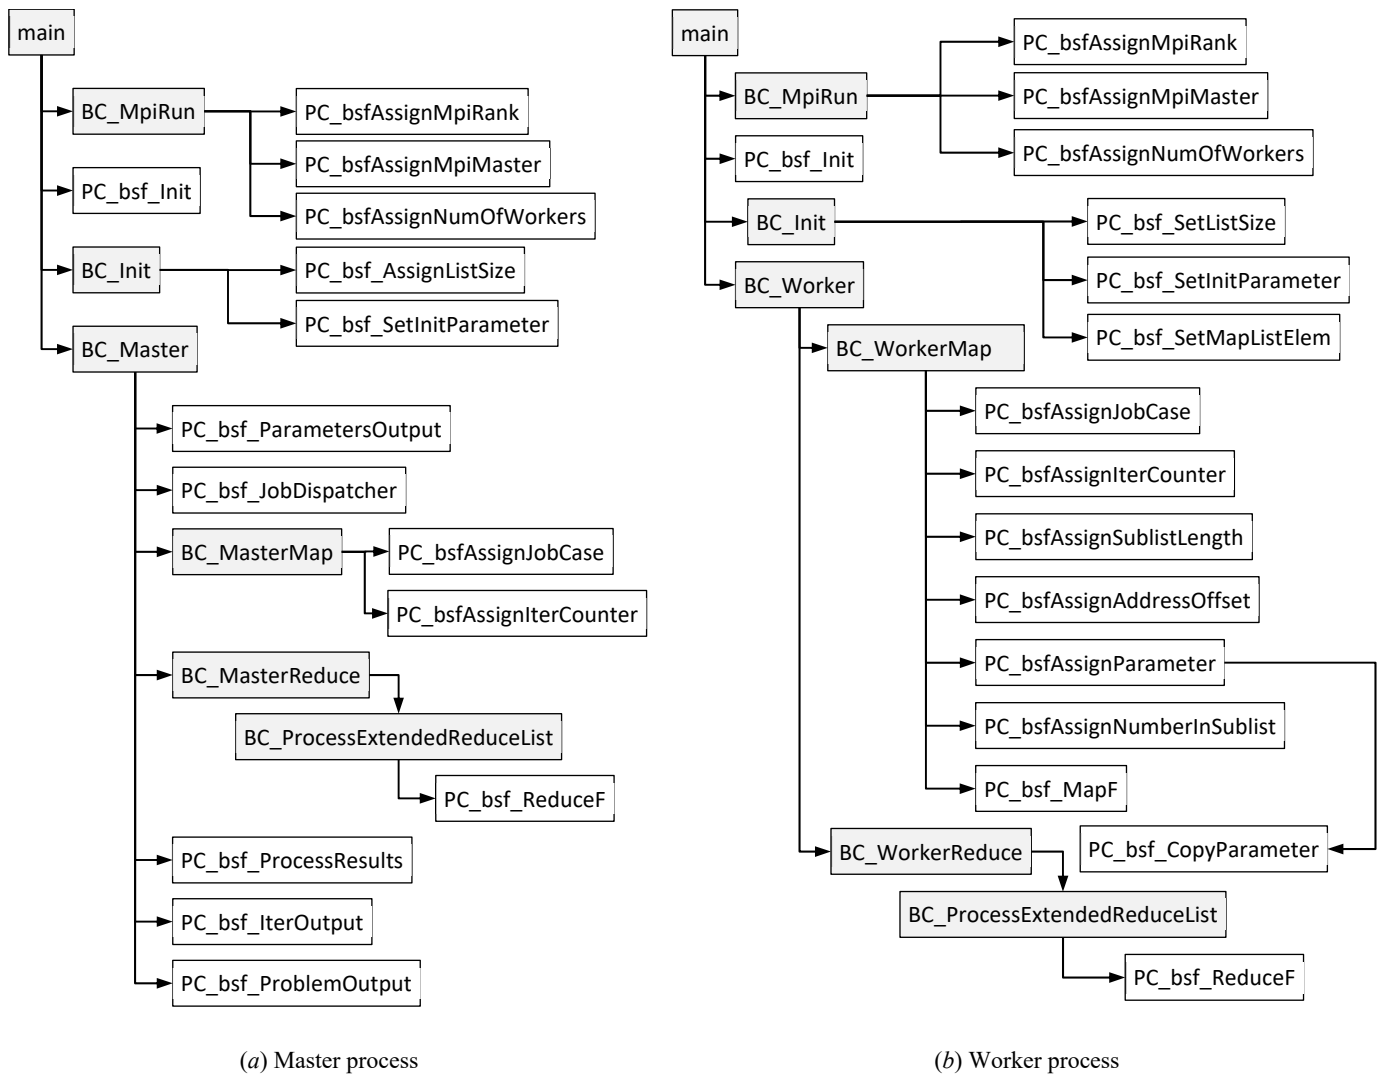 main
BC_MpiRun
PC_bsfAssignMpiRank
PC_bsfAssignMpiMaster
PC_bsf_Init
PC_bsfAssignNumOfWorkers
BC_Init
PC_bsf_AssignListSize
PC_bsf_SetInitParameter
BC_Master
PC_bsf_ParametersOutput
PC_bsf_JobDispatcher
BC_MasterMap
PC_bsfAssignJobCase
PC_bsfAssignIterCounter
BC_MasterReduce
BC_ProcessExtendedReduceList
PC_bsf_ReduceF
PC_bsf_ProcessResults
PC_bsf_IterOutput
PC_bsf_ProblemOutput
(a) Master process
main
PC_bsfAssignMpiRank
BC_MpiRun
PC_bsfAssignMpiMaster
PC_bsf_Init
PC_bsfAssignNumOfWorkers
BC_Init
PC_bsf_SetListSize
PC_bsf_SetInitParameter
BC_Worker
PC_bsf_SetMapListElem
BC_WorkerMap
PC_bsfAssignJobCase
PC_bsfAssignIterCounter
PC_bsfAssignSublistLength
PC_bsfAssignAddressOffset
PC_bsfAssignParameter
PC_bsfAssignNumberInSublist
PC_bsf_MapF
BC_WorkerReduce
PC_bsf_CopyParameter
BC_ProcessExtendedReduceList
PC_bsf_ReduceF
(b) Worker process